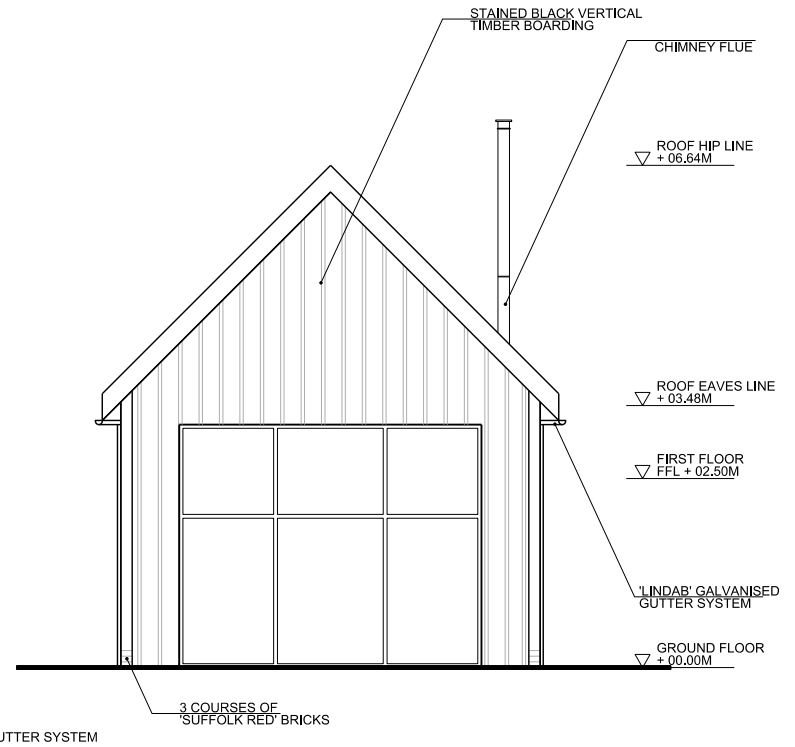 STAINED BLACK VERTICAL
TIMBER BOARDING
CHIMNEY FLUE
ROOF HIP LINE
+ 06.64M
ROOF EAVES LINE
+ 03.48M
FIRST FLOOR
FFL + 02.50M
'LINDAB' GALVANISED
GUTTER SYSTEM
GROUND FLOOR
+ 00.00M
3 COURSES OF
'SUFFOLK RED' BRICKS
UTTER SYSTEM